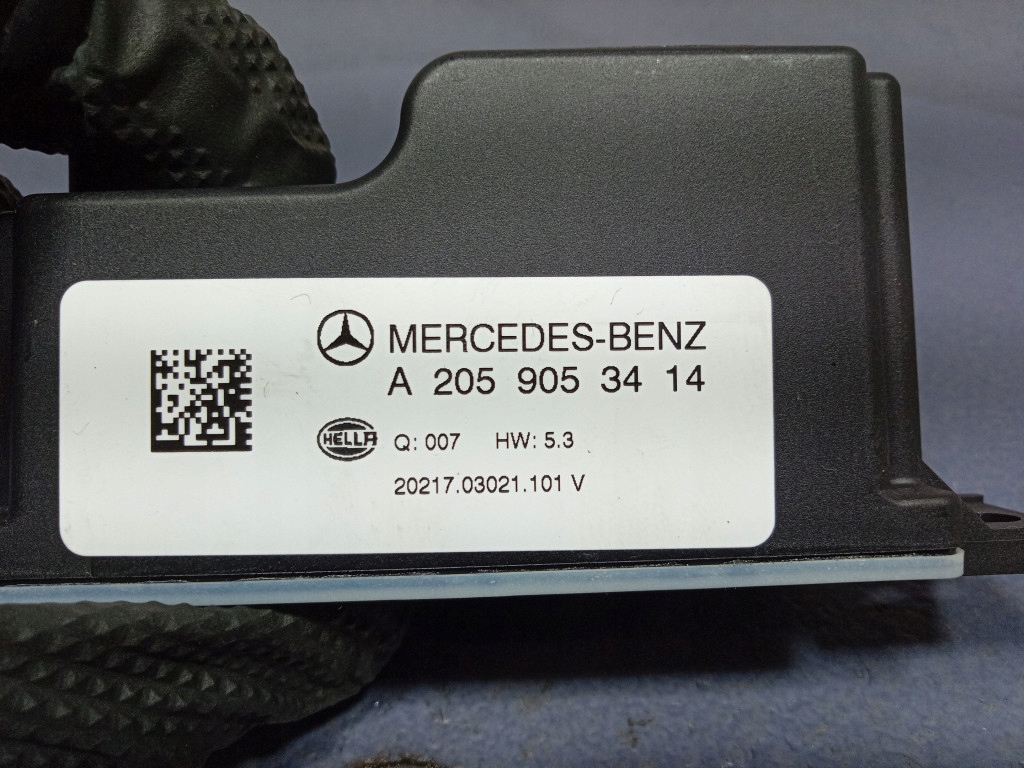 MERCEDES-BENZ
A 205 905 34 14
HELLA Q: 007 HW: 5.3
20217.03021.101 V